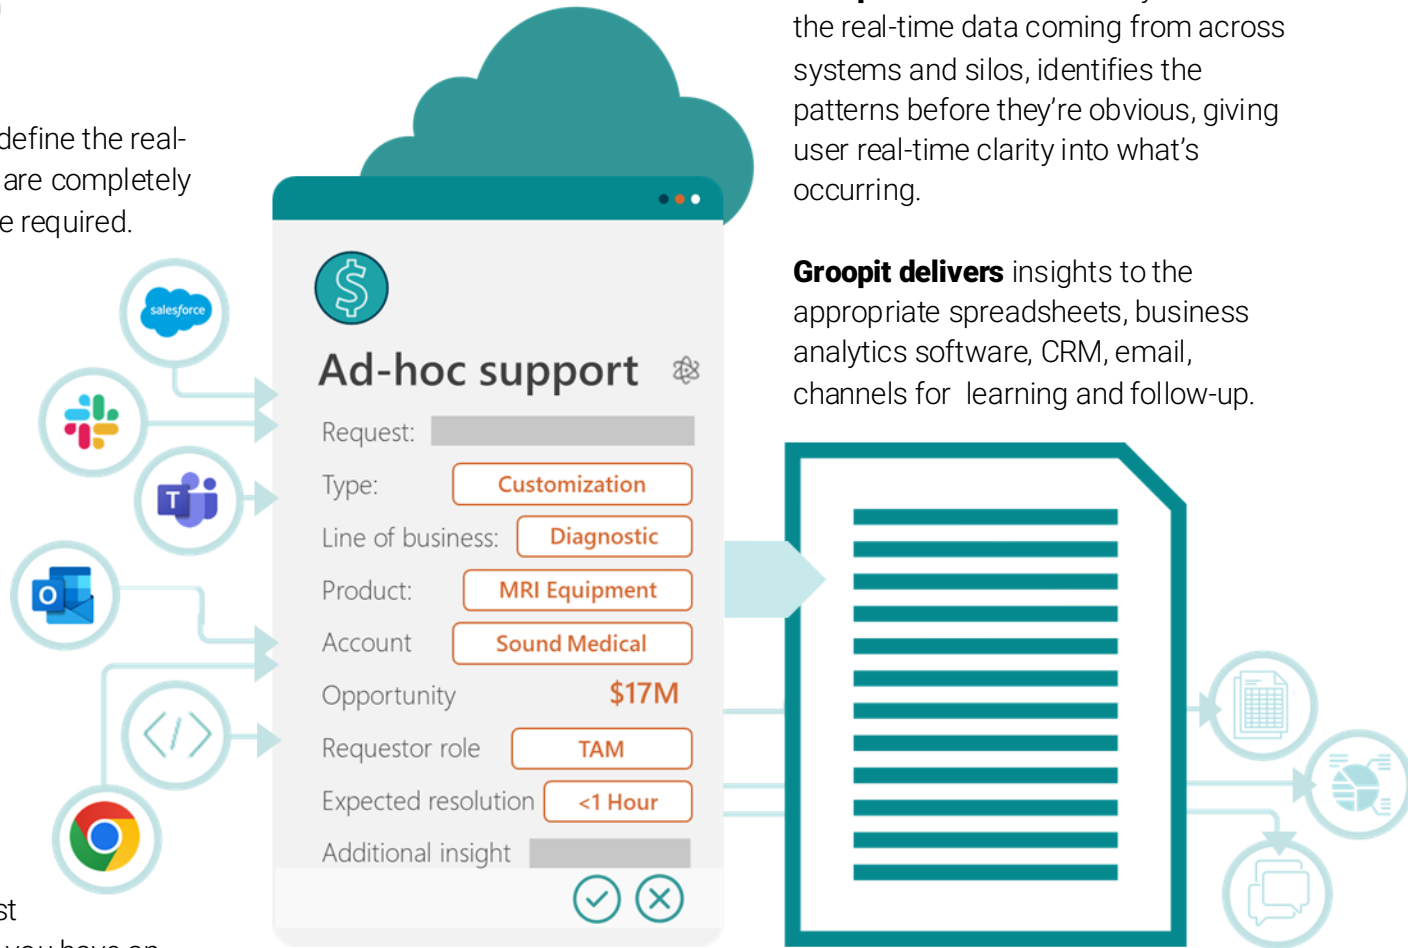 define the real-
are completely
e required.
the real-time data coming from across
systems and silos, identifies the
patterns before they're obvious, giving
user real-time clarity into what's
occurring.
Groopit delivers insights to the
appropriate spreadsheets, business
analytics software, CRM, email,
channels for learning and follow-up.
salesforce
T
O
</>
Ad-hoc support
Request:
Type: Customization
Line of business: Diagnostic
Product: MRI Equipment
Account Sound Medical
Opportunity $17M
Requestor role TAM
Expected resolution <1 Hour
Additional insight
st
you have an